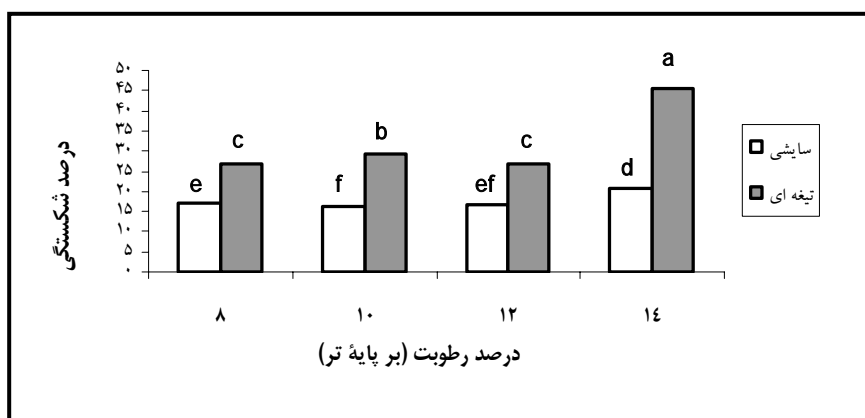 ۵۰
۴۵
۴۰
۳۵
۳۰
۲۵
۲۰
۱۵
۱۰
۵
۰
درصد شکستگی
e c f b ef c d a
۸ ۱۰ ۱۲ ۱٤
درصد رطوبت (بر پایهٔ تر)
سایشی
تیغه ای